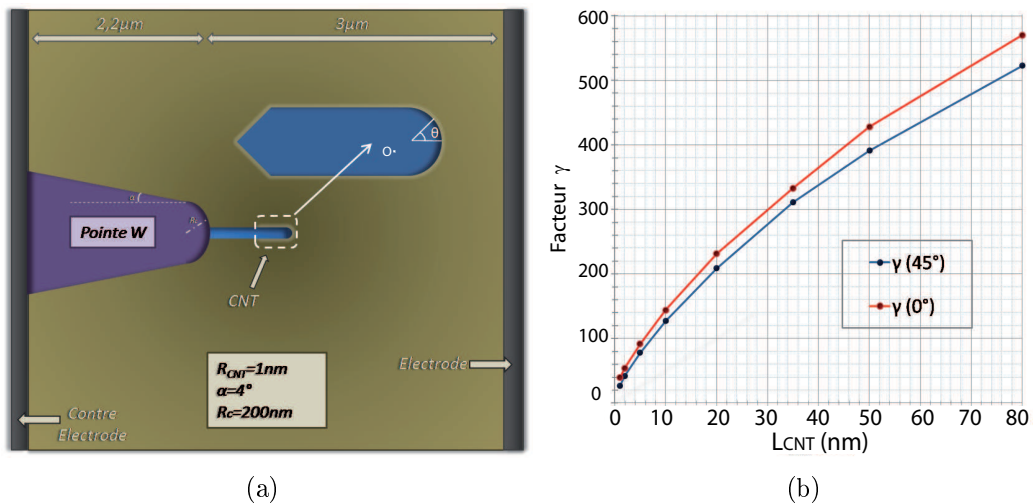 2,2µm
3µm
θ
O
α
Rc
Pointe W
CNT
RCNT=1nm
α=4°
Rc=200nm
Electrode
Contre
Electrode
(a)
600
500
400
300
200
100
0
Facteur γ
γ (45°)
γ (0°)
0 10 20 30 40 50 60 70 80
LCNT (nm)
(b)